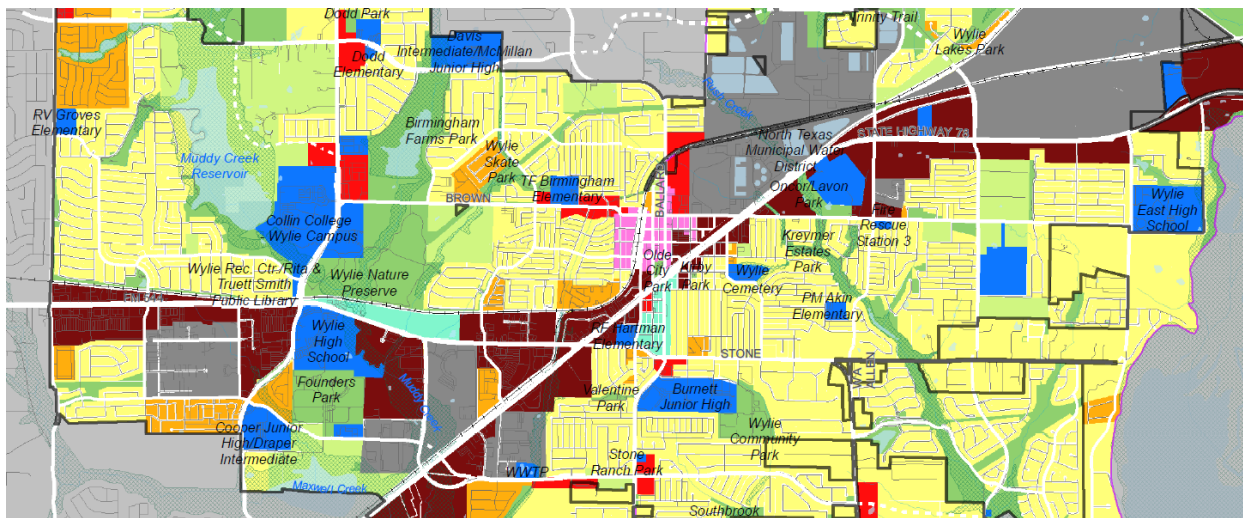 Dodd Park
Trinity Trail
Davis
Intermediate/McMillan
Junior High
Wylie
Lakes Park
Dodd
Elementary
Rush Creek
RV Groves
Elementary
Birmingham
Farms Park
North Texas
Municipal Water
District
STATE HIGHWAY 78
Muddy Creek
Reservoir
Wylie
Skate
Park
TF Birmingham
Elementary
BALLARD
Oncor/Lavon
Park
BROWN
Wylie
East High
School
Collin College
Wylie Campus
Fire
Rescue
Station 3
Kreymer
Estates
Park
Olde
City
Park
Kirby
Park
Wylie
Cemetery
Wylie Rec. Ctr./Rita &
Truett Smith
Public Library
Wylie Nature
Preserve
FM 544
PM Akin
Elementary
Wylie
High
School
RF Hartman
Elementary
STONE
WA
ALLEN
Founders
Park
Muddy Creek
Valentine
Park
Burnett
Junior High
Cooper Junior
High/Draper
Intermediate
Wylie
Community
Park
Stone
Ranch Park
WWTP
Maxwell Creek
Southbrook